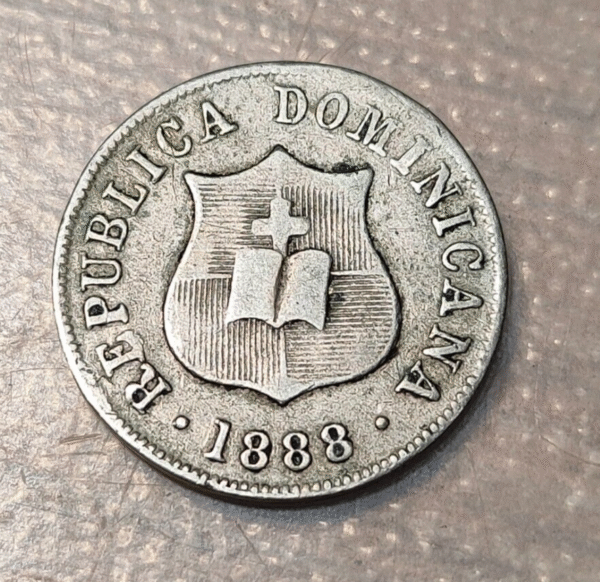 REPUBLICA DOMINICANA
· 1888 ·